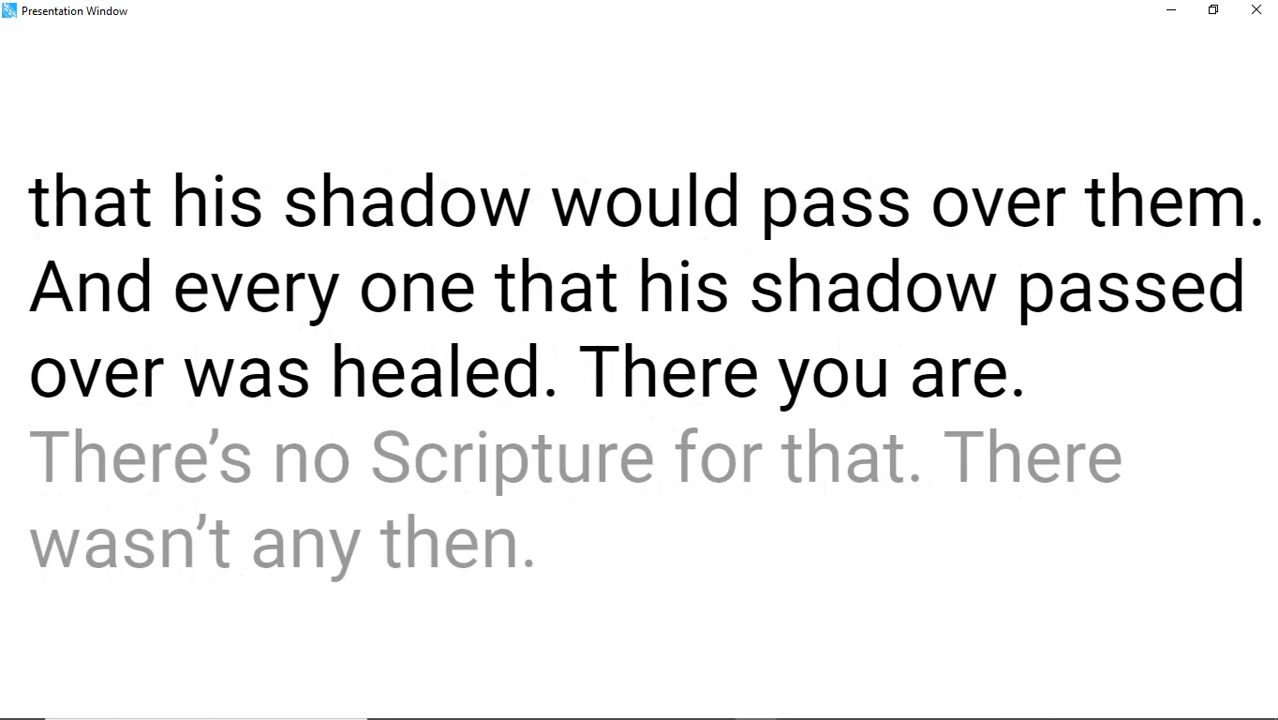 Presentation Window
that his shadow would pass over them.
And every one that his shadow passed
over was healed. There you are.
There’s no Scripture for that. There
wasn’t any then.